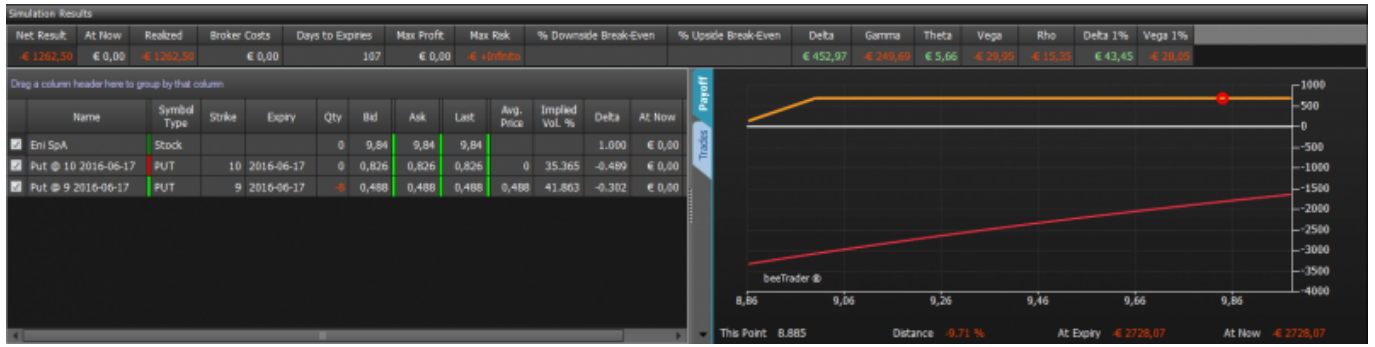 Simulation Results
Net Result At Now Realized Broker Costs Days to Expiries Max Profit Max Risk % Downside Break-Even % Upside Break-Even Delta Gamma Theta Vega Rho Delta 1% Vega 1%
-€ 1262,50 € 0,00 -€ 1262,50 € 0,00 107 € 0,00 -€ +Infinito € 452,97 -€ 249,69 € 5,66 -€ 29,95 -€ 15,35 € 43,45 -€ 28,05
Drag a column header here to group by that column
Name Symbol Type Strike Expiry Qty Bid Ask Last Avg. Price Implied Vol. % Delta At Now
Eni SpA Stock 0 9,84 9,84 9,84 1.000 € 0,00
Put @ 10 2016-06-17 PUT 10 2016-06-17 0 0,826 0,826 0,826 0 35.365 -0.489 € 0,00
Put @ 9 2016-06-17 PUT 9 2016-06-17 0,488 0,488 0,488 0,488 41.863 -0.302 € 0,00
Payoff
Trades
1000
500
0
-500
-1000
-1500
-2000
-2500
-3000
-3500
-4000
beeTrader ®
8,86 9,06 9,26 9,46 9,66 9,86
This Point 8.885 Distance -9.71 % At Expiry -€ 2728,07 At Now -€ 2728,07